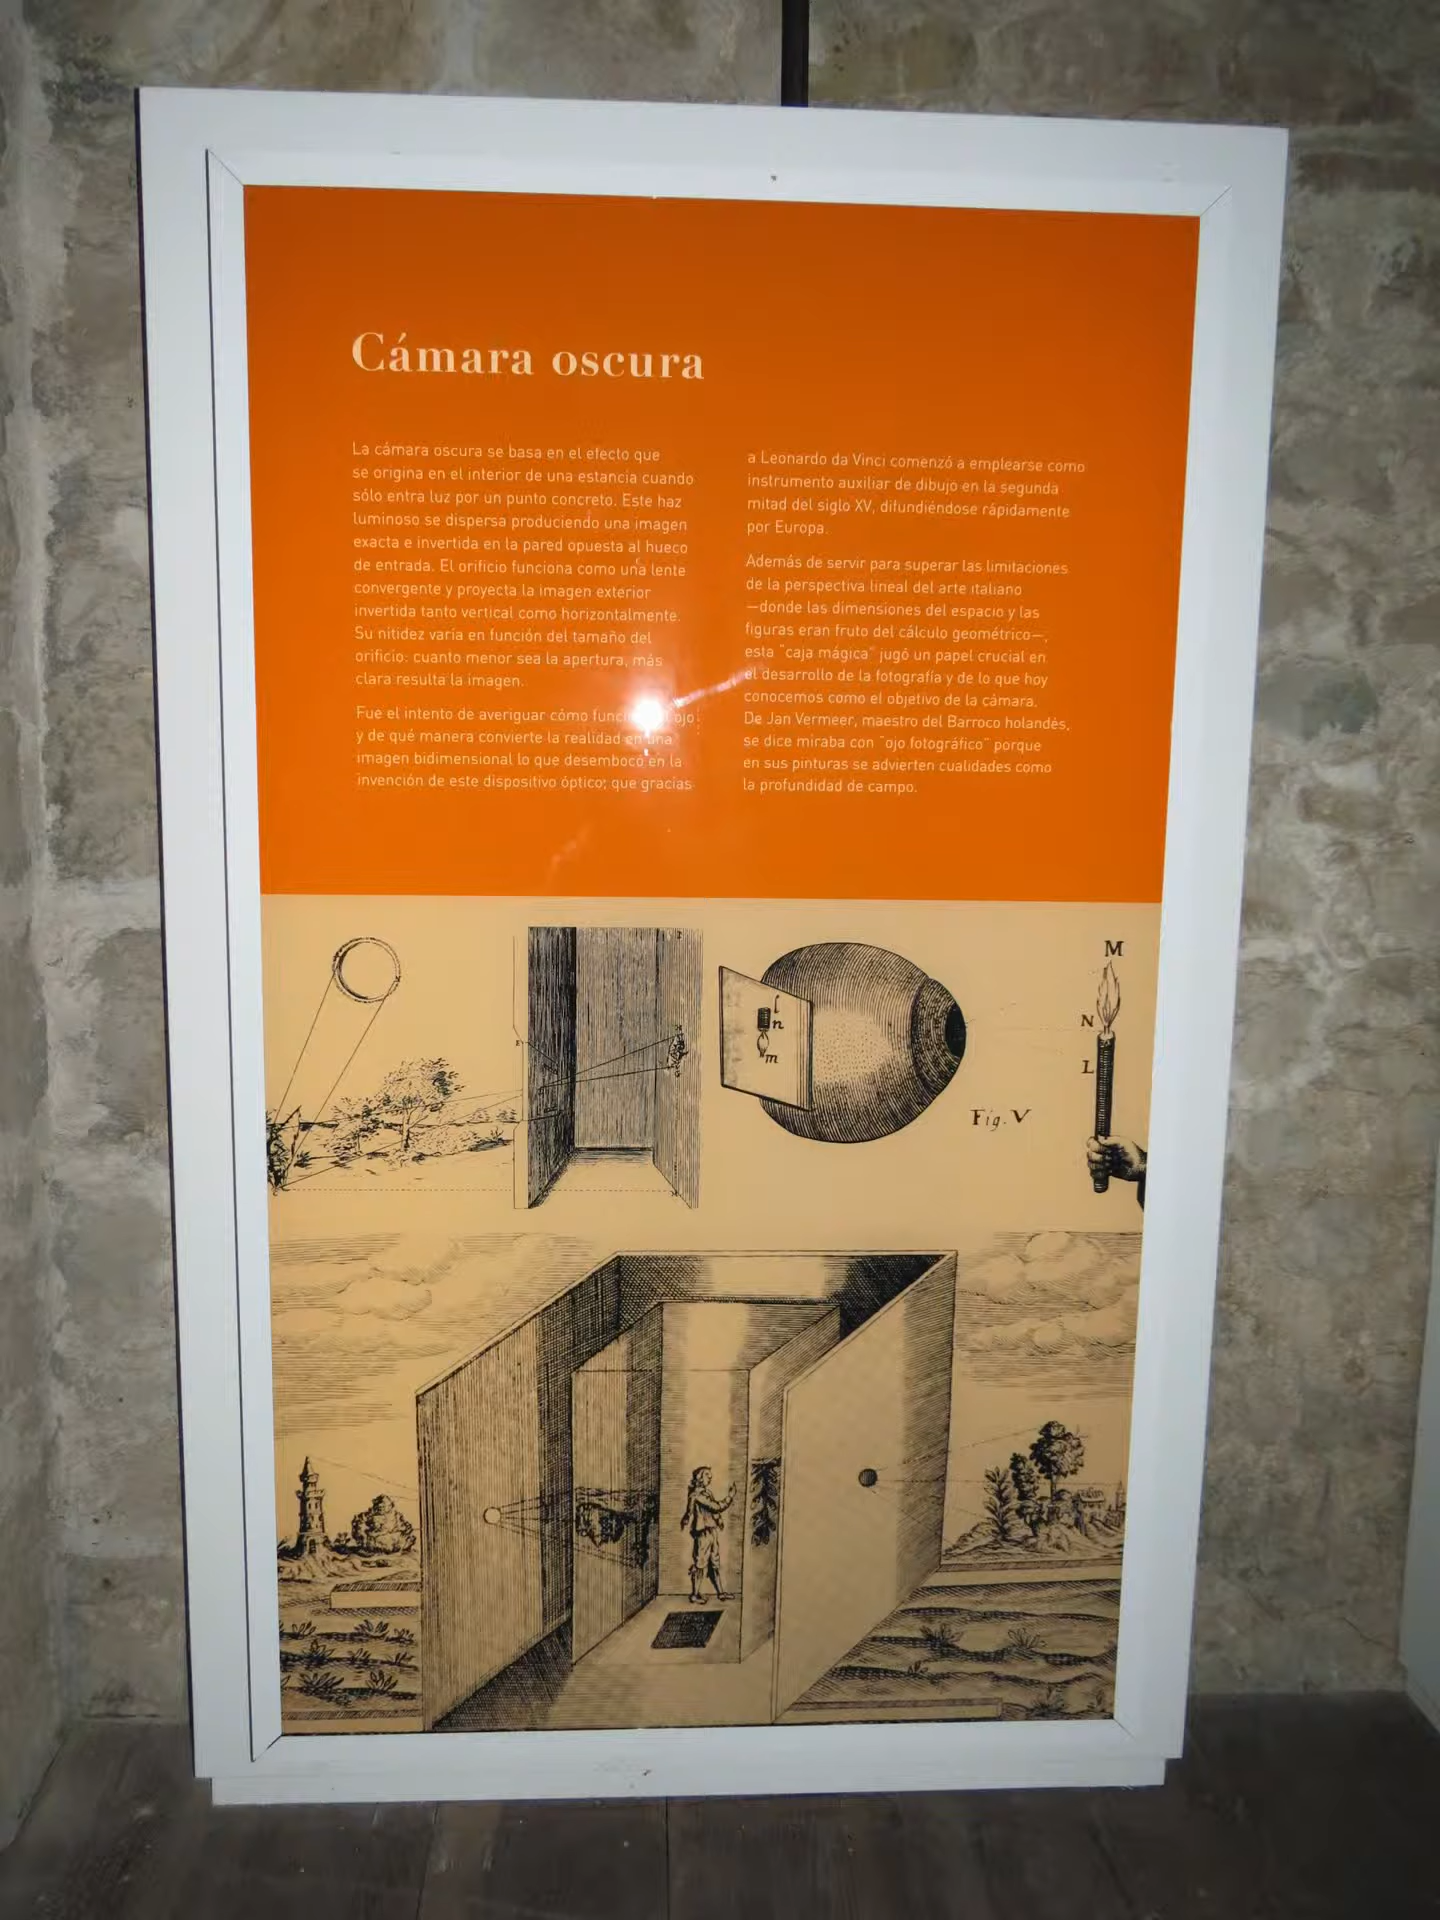 Cámara oscura
La cámara oscura se basa en el efecto que
se origina en el interior de una estancia cuando
sólo entra luz por un punto concreto. Este haz
luminoso se dispersa produciendo una imagen
exacta e invertida en la pared opuesta al hueco
de entrada. El orificio funciona como una lente
convergente y proyecta la imagen exterior
invertida tanto vertical como horizontalmente.
Su nitidez varía en función del tamaño del
orificio: cuanto menor sea la apertura, más
clara resulta la imagen.
Fue el intento de averiguar cómo ojo
y de qué manera convierte la realidad en una
imagen bidimensional lo que desembocó en la
invención de este dispositivo óptico; que gracias
a Leonardo da Vinci comenzó a emplearse como
instrumento auxiliar de dibujo en la segunda
mitad del siglo XV, difundiéndose rápidamente
por Europa.
Además de servir para superar las limitaciones
de la perspectiva lineal del arte italiano
—donde las dimensiones del espacio y las
figuras eran fruto del cálculo geométrico—,
esta "caja mágica" jugó un papel crucial en
el desarrollo de la fotografía y de lo que hoy
conocemos como el objetivo de la cámara.
De Jan Vermeer, maestro del Barroco holandés,
se dice miraba con "ojo fotográfico" porque
en sus pinturas se advierten cualidades como
la profundidad de campo.
l
n
m
Fig. V
M
N
L